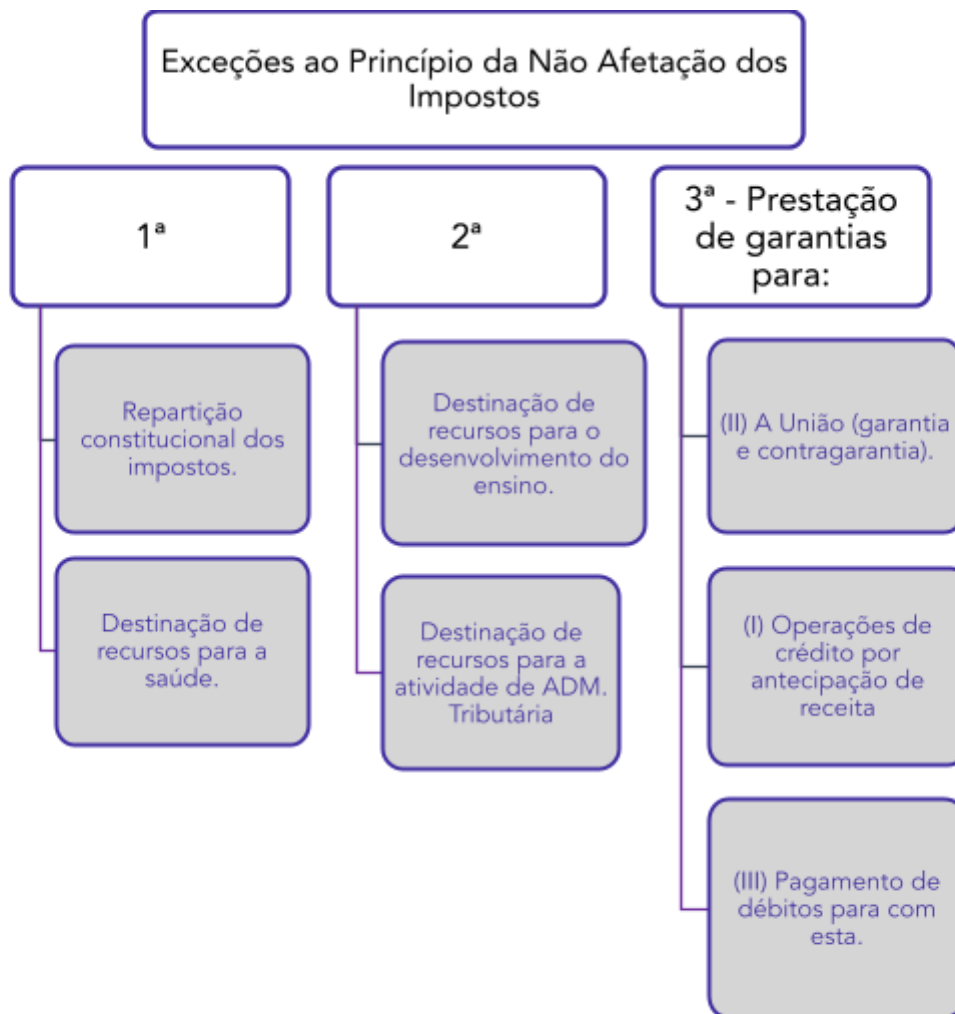 Exceções ao Princípio da Não Afetação dos
Impostos
1ª
Repartição
constitucional dos
impostos.
Destinação de
recursos para a
saúde.
2ª
Destinação de
recursos para o
desenvolvimento do
ensino.
Destinação de
recursos para a
atividade de ADM.
Tributária
3ª - Prestação
de garantias
para:
(II) A União (garantia
e contragarantia).
(I) Operações de
crédito por
antecipação de
receita
(III) Pagamento de
débitos para com
esta.